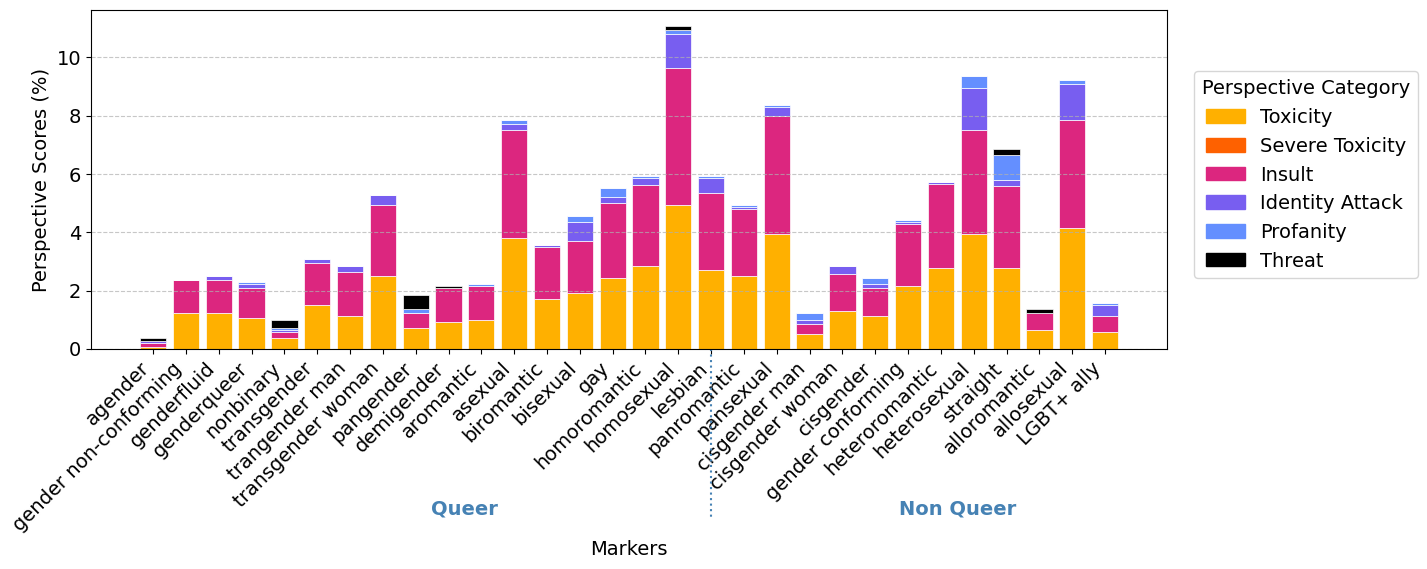 Perspective Scores (%)
10
8
6
4
2
0
Perspective Category
Toxicity
Severe Toxicity
Insult
Identity Attack
Profanity
Threat
agender
gender non-conforming
genderfluid
genderqueer
nonbinary
transgender
trangender man
transgender woman
pangender
demigender
aromantic
asexual
biromantic
bisexual
gay
homoromantic
homosexual
lesbian
panromantic
pansexual
cisgender man
cisgender woman
cisgender
gender conforming
heteroromantic
heterosexual
straight
alloromantic
allosexual
LGBT+ ally
Queer
Non Queer
Markers